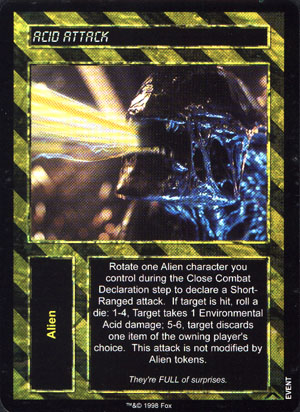 ACID ATTACK
Alien
Rotate one Alien character you
control during the Close Combat
Declaration step to declare a Short-
Ranged attack.  If target is hit, roll a
die: 1-4, Target takes 1 Environmental
Acid damage; 5-6, target discards
one item of the owning player's
choice.  This attack is not modified by
Alien tokens.
They're FULL of surprises.
™&© 1998 Fox
EVENT